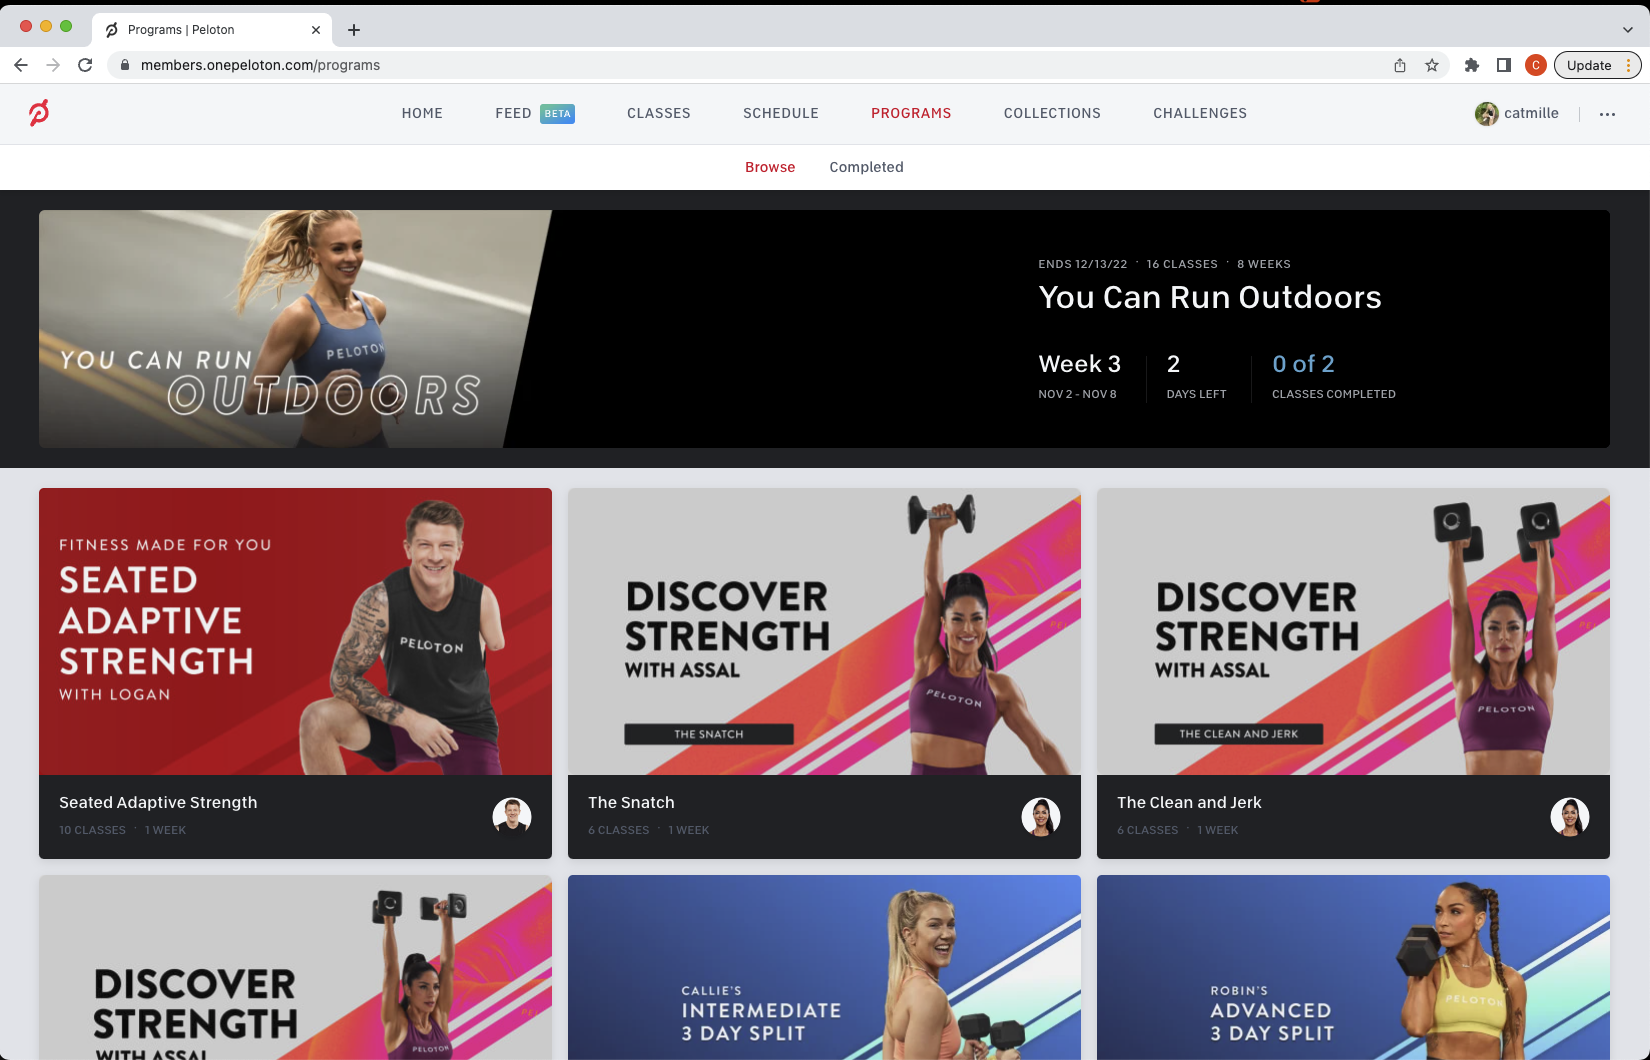 Programs | Peloton
members.onepeloton.com/programs
C
Update
HOME
FEED BETA
CLASSES
SCHEDULE
PROGRAMS
COLLECTIONS
CHALLENGES
catmille
Browse
Completed
YOU CAN RUN
OUTDOORS
PELOTON
ENDS 12/13/22 · 16 CLASSES · 8 WEEKS
You Can Run Outdoors
Week 3
NOV 2 - NOV 8
2
DAYS LEFT
0 of 2
CLASSES COMPLETED
FITNESS MADE FOR YOU
SEATED
ADAPTIVE
STRENGTH
WITH LOGAN
PELOTON
Seated Adaptive Strength
10 CLASSES · 1 WEEK
DISCOVER
STRENGTH
WITH ASSAL
THE SNATCH
PELOTON
PEL
The Snatch
6 CLASSES · 1 WEEK
DISCOVER
STRENGTH
WITH ASSAL
THE CLEAN AND JERK
PELOTON
PEL
The Clean and Jerk
6 CLASSES · 1 WEEK
DISCOVER
STRENGTH
WITH ASSAL
PELOTON
PEL
CALLIE'S
INTERMEDIATE
3 DAY SPLIT
ROBIN'S
ADVANCED
3 DAY SPLIT
PELOTON